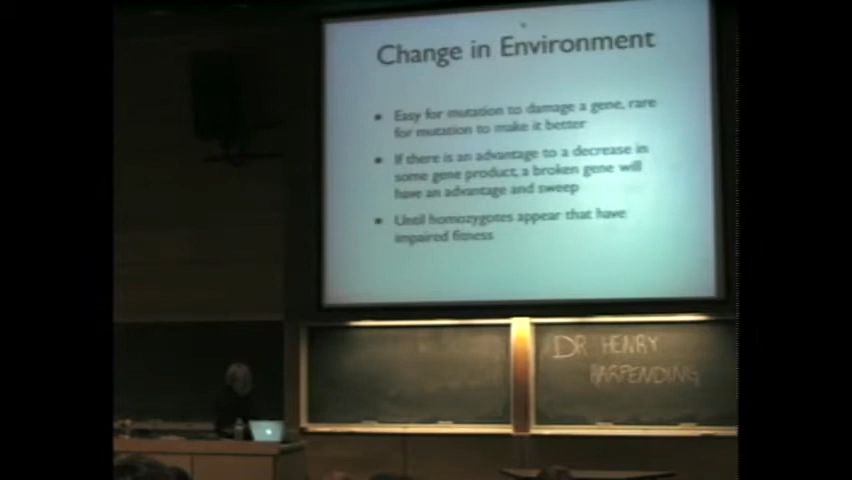 Change in Environment
• Easy for mutation to damage a gene, rare
for mutation to make it better
• If there is an advantage to a decrease in
some gene product, a broken gene will
have an advantage and sweep
• Until homozygotes appear that have
impaired fitness
DR HENRY
HARPENDING